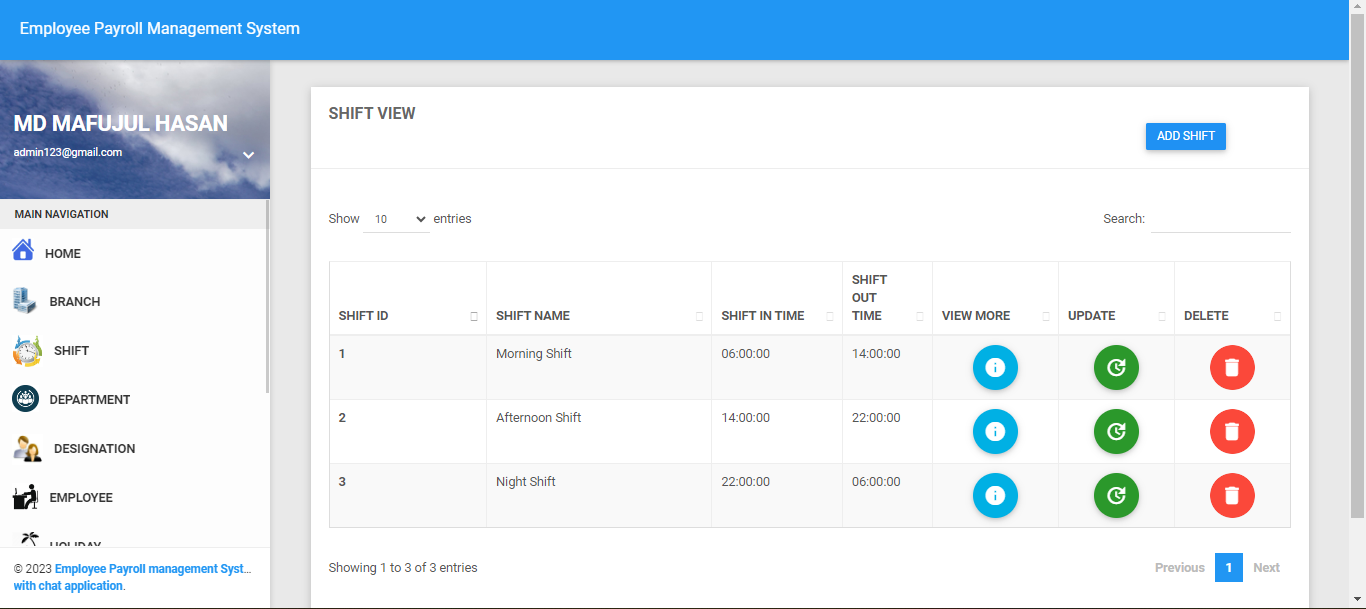 Employee Payroll Management System
MD MAFUJUL HASAN
admin123@gmail.com
MAIN NAVIGATION
HOME
BRANCH
SHIFT
DEPARTMENT
DESIGNATION
EMPLOYEE
HOLIDAY
© 2023 Employee Payroll management Syst...
with chat application.
SHIFT VIEW
ADD SHIFT
Show 10 entries
Search:
SHIFT ID SHIFT NAME SHIFT IN TIME SHIFT OUT TIME VIEW MORE UPDATE DELETE
1 Morning Shift 06:00:00 14:00:00
2 Afternoon Shift 14:00:00 22:00:00
3 Night Shift 22:00:00 06:00:00
Showing 1 to 3 of 3 entries
Previous 1 Next